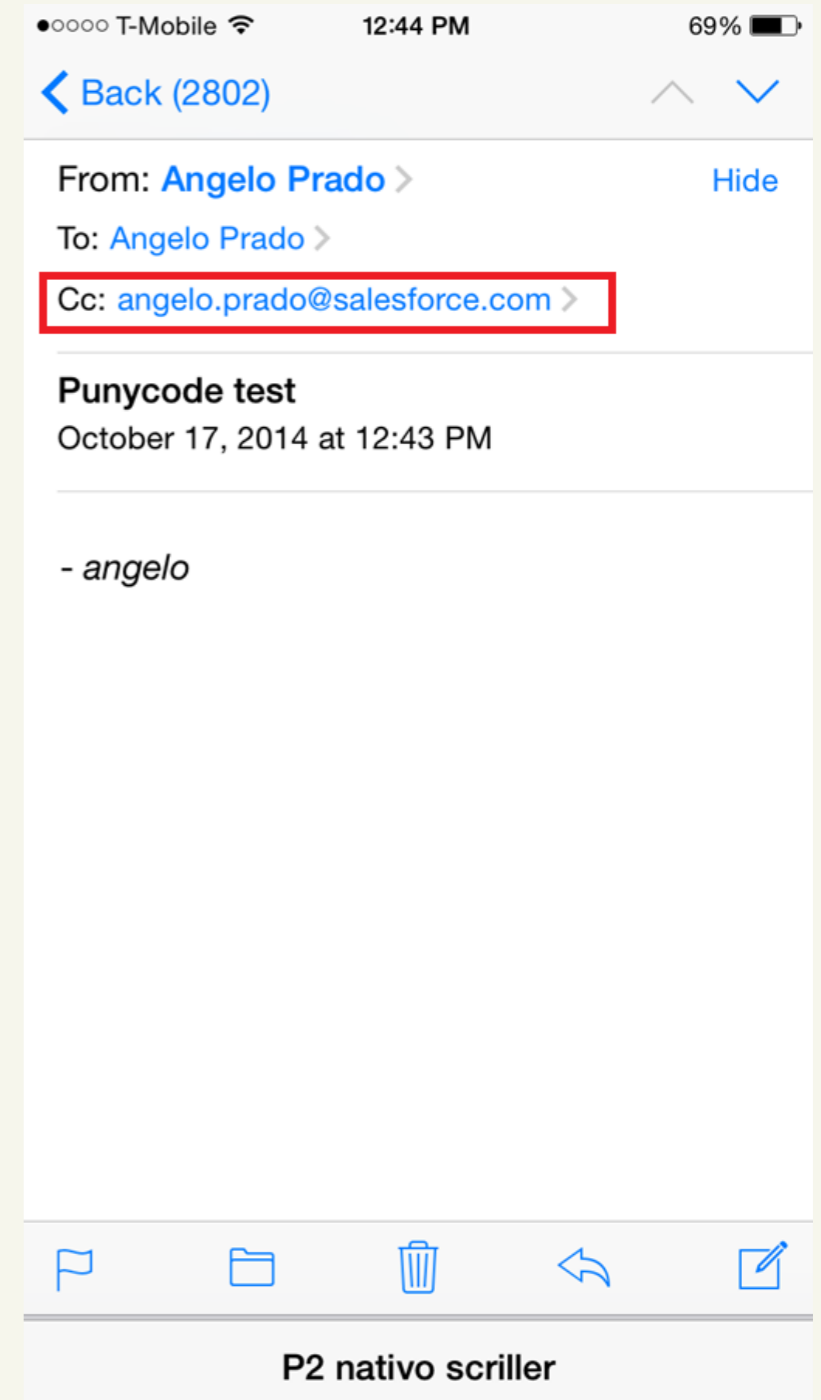 T-Mobile 12:44 PM 69%
Back (2802)
From: Angelo Prado Hide
To: Angelo Prado
Cc: angelo.prado@salesforce.com
Punycode test
October 17, 2014 at 12:43 PM
- angelo
P2 nativo scriller